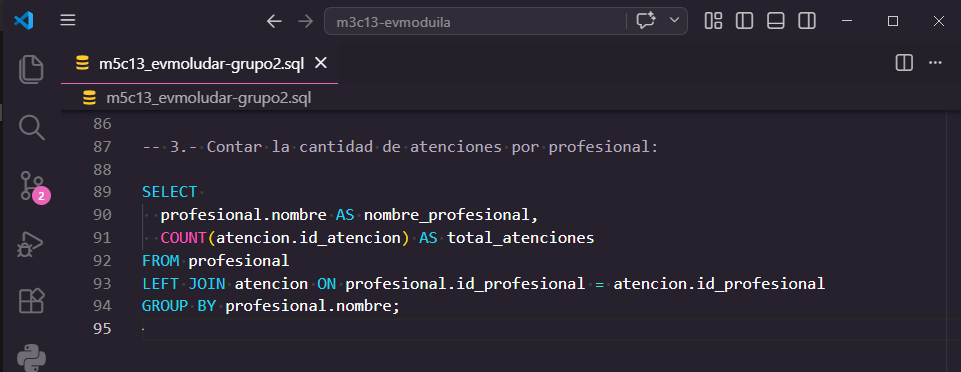 m3c13-evmoduila
m5c13_evmoludar-grupo2.sql
m5c13_evmoludar-grupo2.sql
86
87 -- 3.- Contar la cantidad de atenciones por profesional:
88
89 SELECT
90 profesional.nombre AS nombre_profesional,
91 COUNT(atencion.id_atencion) AS total_atenciones
92 FROM profesional
93 LEFT JOIN atencion ON profesional.id_profesional = atencion.id_profesional
94 GROUP BY profesional.nombre;
95
2